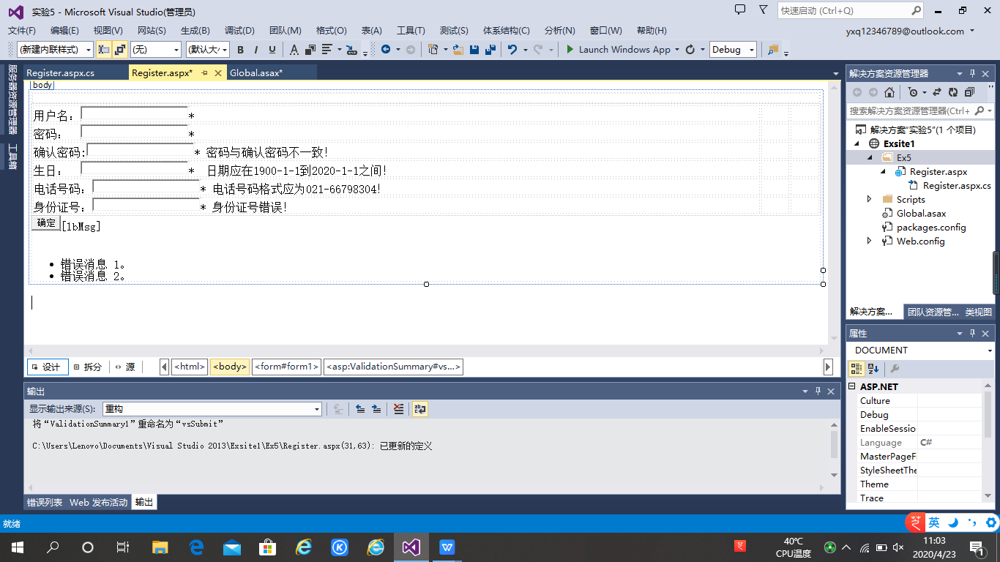 实验5 - Microsoft Visual Studio(管理员)
快速启动 (Ctrl+Q)
文件(F) 编辑(E) 视图(V) 网站(S) 生成(B) 调试(D) 团队(M) 格式(O) 表(A) 工具(T) 测试(S) 体系结构(C) 分析(N) 窗口(W) 帮助(H)
yxq12346789@outlook.com
(新建内联样式) (无) (默认大小 B I U A Launch Windows App Debug
服务器资源管理器
工具箱
Register.aspx.cs Register.aspx* Global.asax*
body
用户名: *
密码: *
确认密码: * 密码与确认密码不一致!
生日: * 日期应在1900-1-1到2020-1-1之间!
电话号码: * 电话号码格式应为021-66798304!
身份证号: * 身份证号错误!
确定 [lbMsg]
• 错误消息 1。
• 错误消息 2。
设计 拆分 源 <html> <body> <form#form1> <asp:ValidationSummary#vs...>
输出
显示输出来源(S): 重构
将“ValidationSummary1”重命名为“vsSubmit”
C:\Users\Lenovo\Documents\Visual Studio 2013\Exsite1\Ex5\Register.aspx(31,63): 已更新的定义
错误列表 Web 发布活动 输出
就绪
解决方案资源管理器
搜索解决方案资源管理器(Ctrl+
解决方案“实验5”(1 个项目)
Exsite1
Ex5
Register.aspx
Register.aspx.cs
Scripts
Global.asax
packages.config
Web.config
解决方案... 团队资源管... 类视图
属性
DOCUMENT
ASP.NET
Culture
Debug
EnableSessio
Language C#
MasterPageF
StyleSheetThe
Theme
Trace
英
40℃
CPU温度
11:03
2020/4/23
1